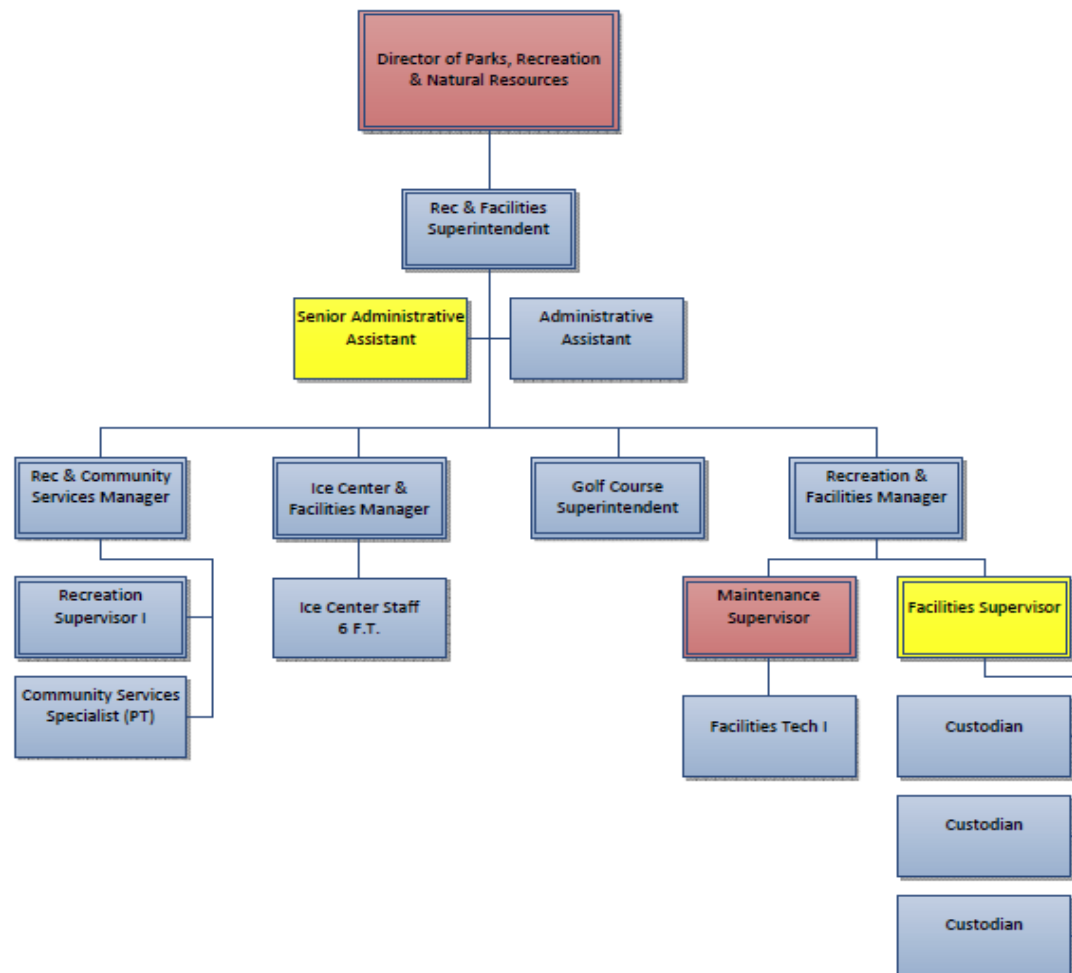 Director of Parks, Recreation
& Natural Resources
Rec & Facilities
Superintendent
Senior Administrative
Assistant
Administrative
Assistant
Rec & Community
Services Manager
Ice Center &
Facilities Manager
Golf Course
Superintendent
Recreation &
Facilities Manager
Recreation
Supervisor I
Ice Center Staff
6 F.T.
Maintenance
Supervisor
Facilities Supervisor
Community Services
Specialist (PT)
Facilities Tech I
Custodian
Custodian
Custodian